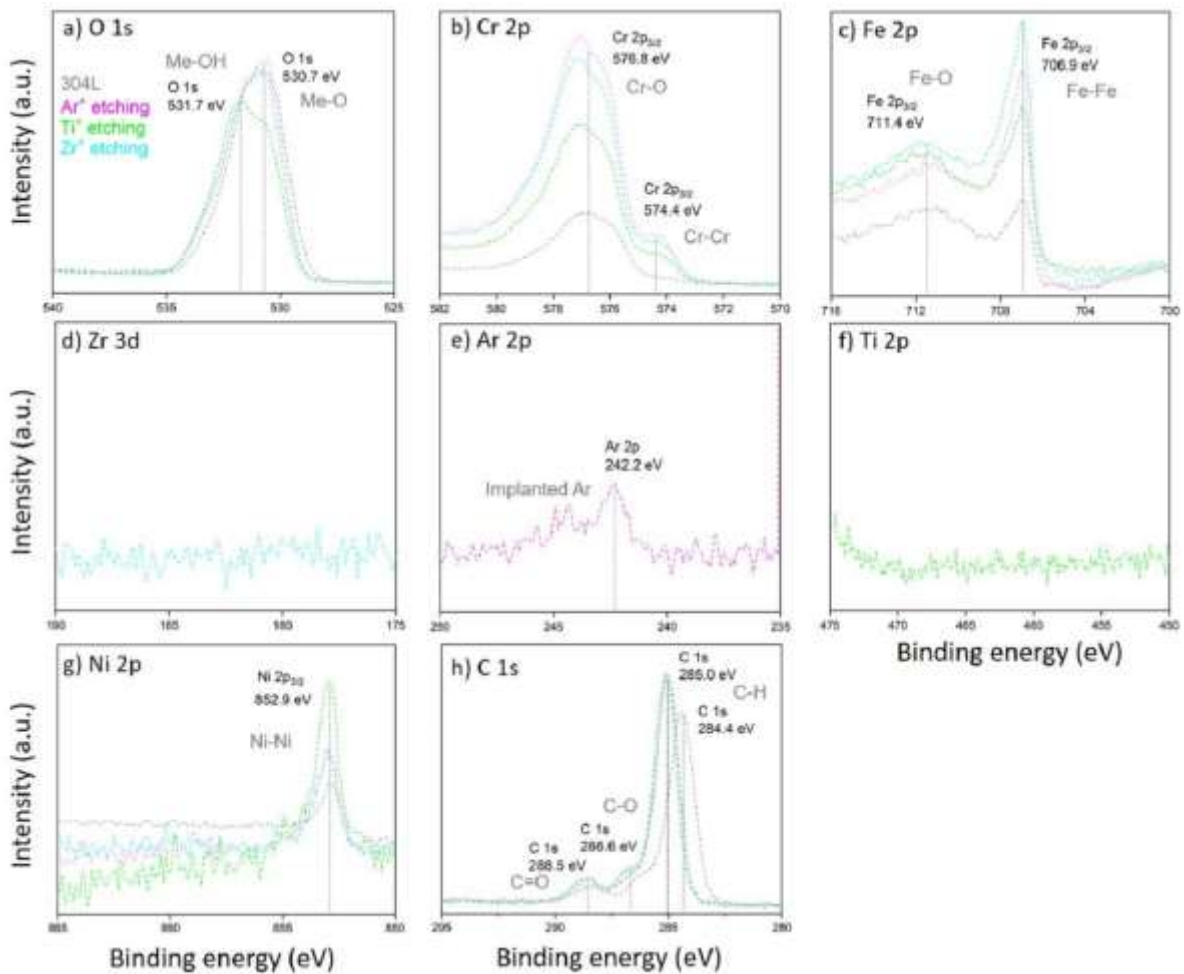 a) O 1s
Me-OH
O 1s
531.7 eV
O 1s
530.7 eV
Me-O
304L
Ar⁺ etching
Ti⁺ etching
Zr⁺ etching
Intensity (a.u.)
540 535 530 525
b) Cr 2p
Cr 2p3/2
576.8 eV
Cr-O
Cr 2p3/2
574.4 eV
Cr-Cr
582 580 578 576 574 572 570
c) Fe 2p
Fe-O
Fe 2p3/2
711.4 eV
Fe 2p3/2
706.9 eV
Fe-Fe
716 712 708 704 700
d) Zr 3d
Intensity (a.u.)
190 185 180 175
e) Ar 2p
Ar 2p
242.2 eV
Implanted Ar
250 245 240 235
f) Ti 2p
475 470 465 460 455 450
Binding energy (eV)
g) Ni 2p
Ni 2p3/2
852.9 eV
Ni-Ni
Intensity (a.u.)
865 860 855 850
Binding energy (eV)
h) C 1s
C 1s
285.0 eV
C-H
C 1s
284.4 eV
C-O
C 1s
286.6 eV
C 1s
288.5 eV
C=O
295 290 285 280
Binding energy (eV)